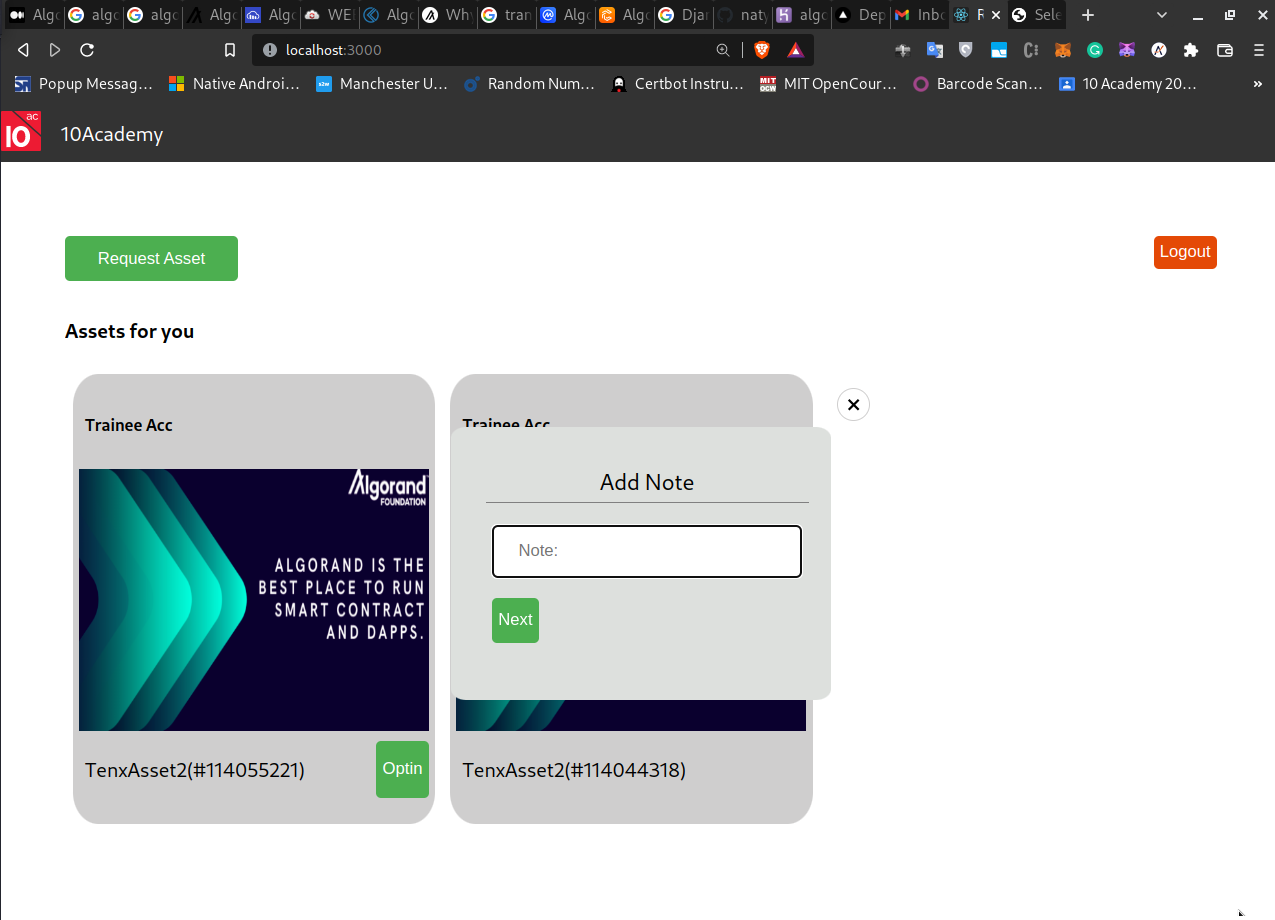 Algo
algo
algo
Algo
Algo
WE
Algo
Why
tran
Algo
Algo
Djan
naty
algo
Dep
Inbo
Sele
localhost:3000
Popup Messag...
Native Androi...
Manchester U...
Random Num...
Certbot Instru...
MIT OpenCour...
Barcode Scan...
10 Academy 20...
»
10 ac
10Academy
Request Asset
Logout
Assets for you
Trainee Acc
Trainee Acc
Algorand
FOUNDATION
ALGORAND IS THE
BEST PLACE TO RUN
SMART CONTRACT
AND DAPPS.
Add Note
Note:
Next
TenxAsset2(#114055221)
Optin
TenxAsset2(#114044318)